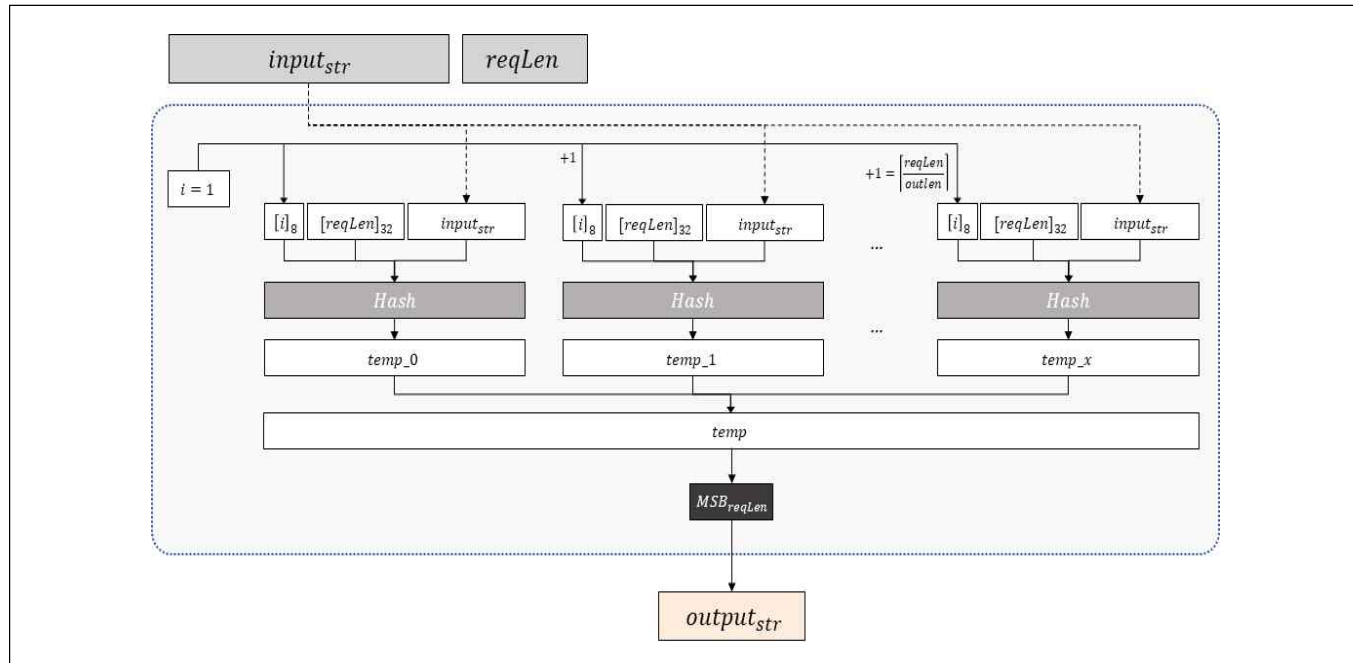 input_str reqLen
+1 +1 = ⌈reqLen/outlen⌉
i = 1
[i]_8 [reqLen]_32 input_str [i]_8 [reqLen]_32 input_str ... [i]_8 [reqLen]_32 input_str
Hash Hash ... Hash
temp_0 temp_1 temp_x
temp
MSB_reqLen
output_str